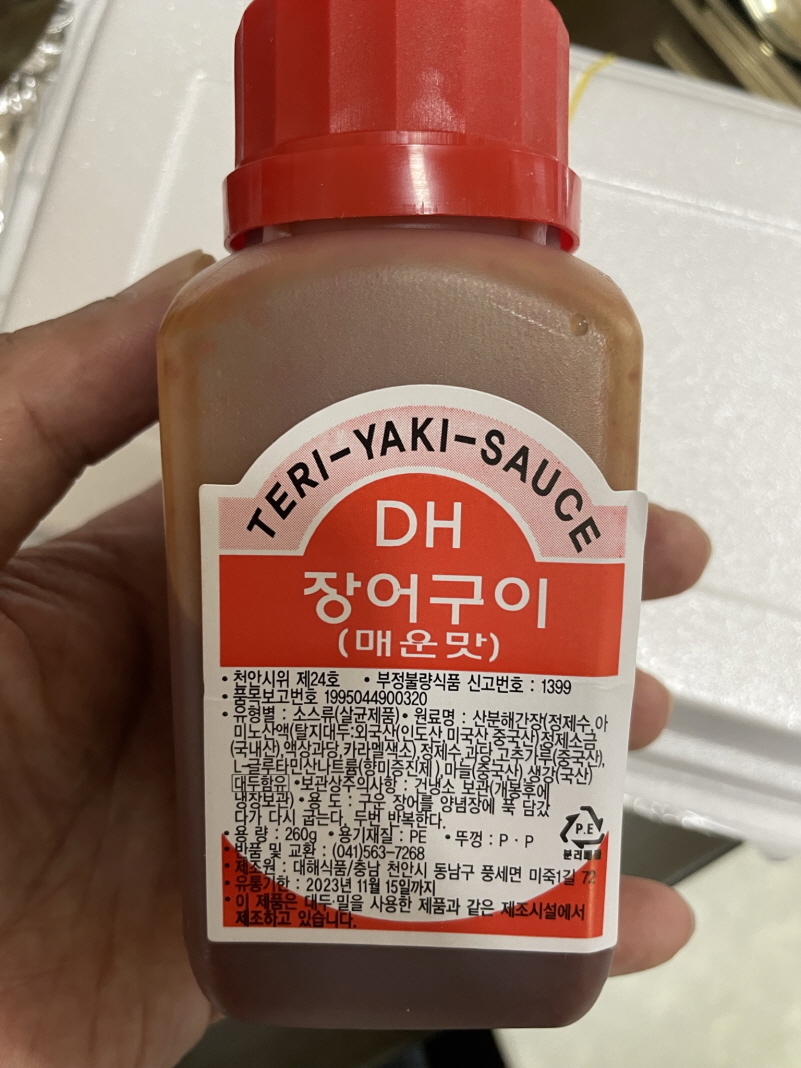 TERI-YAKI-SAUCE
DH
장어구이
(매운맛)
• 천안시위 제24호 • 부정불량식품 신고번호 : 1399
• 품목보고번호 1995044900320
• 유형별 : 소스류(살균제품) • 원료명 : 산분해간장(정제수,아
미노산액(탈지대두:외국산(인도산,미국산,중국산),정제소금
(국내산),액상과당,카라멜색소),정제수,과당,고추가루(중국산),
L-글루타민산나트륨(향미증진제), 마늘(중국산), 생강(국산)
대두함유 •보관상주의사항 : 건냉소 보관(개봉후에
냉장보관) • 용 도 : 구운 장어를 양념장에 푹 담갔
다가 다시 굽는다. 두번 반복한다.
• 용 량 : 260g • 용기재질 : PE • 뚜껑 : P · P
• 반품 및 교환 : (041)563-7268
• 제조원 : 대해식품/충남 천안시 동남구 풍세면 미죽1길 72
• 유통기한 : 2023년 11월 15일까지
• 이 제품은 대두·밀을 사용한 제품과 같은 제조시설에서
제조하고 있습니다.
P.E
분리배출